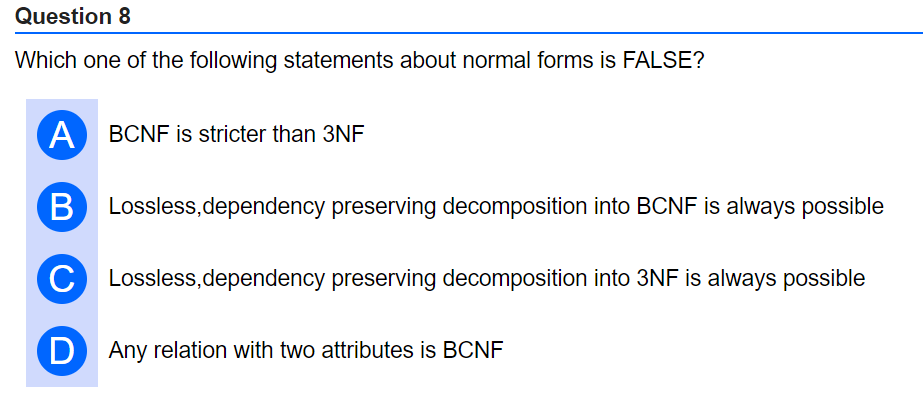 Question 8
Which one of the following statements about normal forms is FALSE?
A BCNF is stricter than 3NF
B Lossless,dependency preserving decomposition into BCNF is always possible
C Lossless,dependency preserving decomposition into 3NF is always possible
D Any relation with two attributes is BCNF